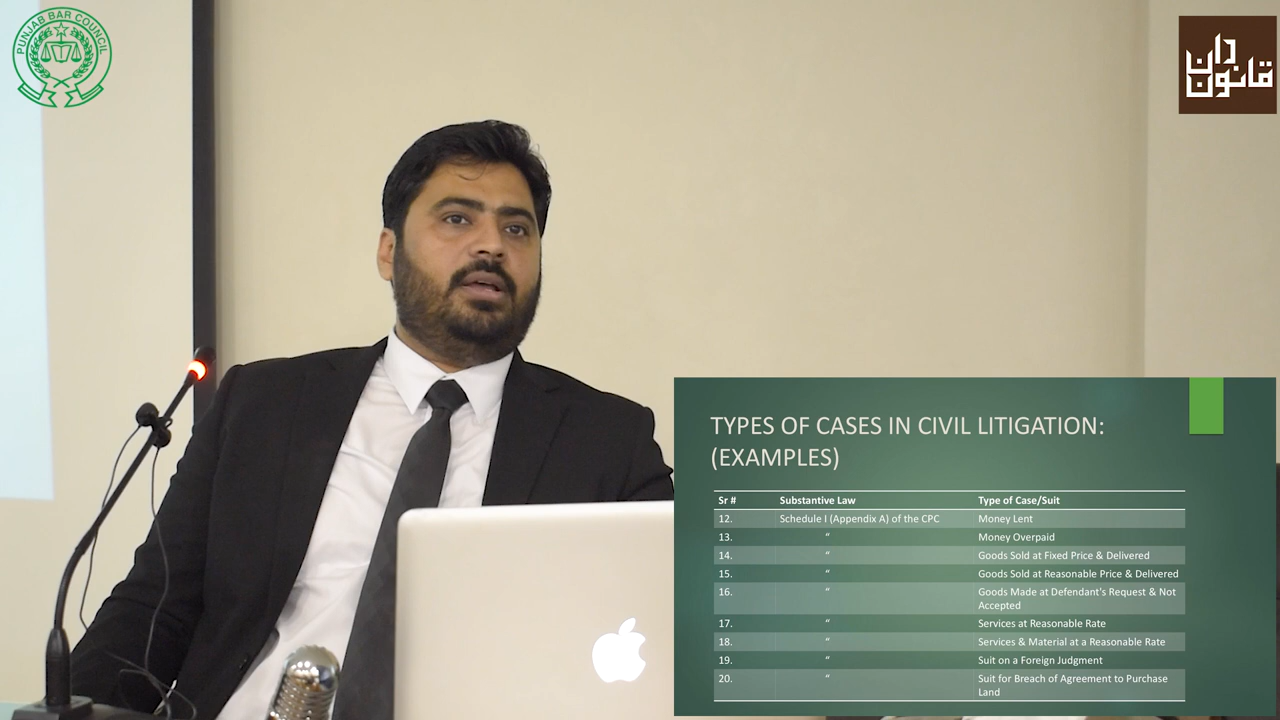 PUNJAB BAR COUNCIL
قانون دان
TYPES OF CASES IN CIVIL LITIGATION:
(EXAMPLES)
Sr # Substantive Law Type of Case/Suit
12. Schedule I (Appendix A) of the CPC Money Lent
13. “ Money Overpaid
14. “ Goods Sold at Fixed Price & Delivered
15. “ Goods Sold at Reasonable Price & Delivered
16. “ Goods Made at Defendant's Request & Not
Accepted
17. “ Services at Reasonable Rate
18. “ Services & Material at a Reasonable Rate
19. “ Suit on a Foreign Judgment
20. “ Suit for Breach of Agreement to Purchase
Land